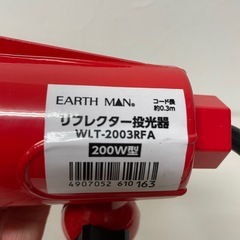 EARTH MAN®
コード長
約0.3m
リフレクター投光器
WLT-2003RFA
200W型
4907052 610163